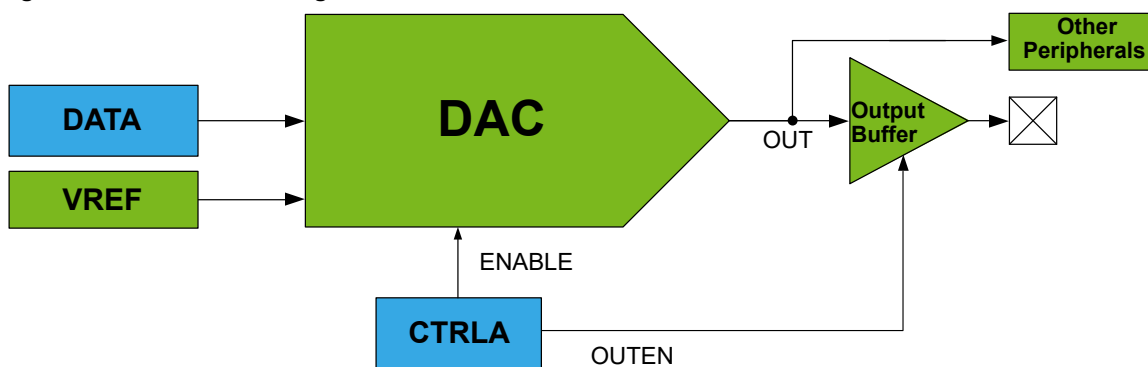 Other
Peripherals
DATA
DAC
Output
Buffer
OUT
VREF
ENABLE
CTRLA
OUTEN